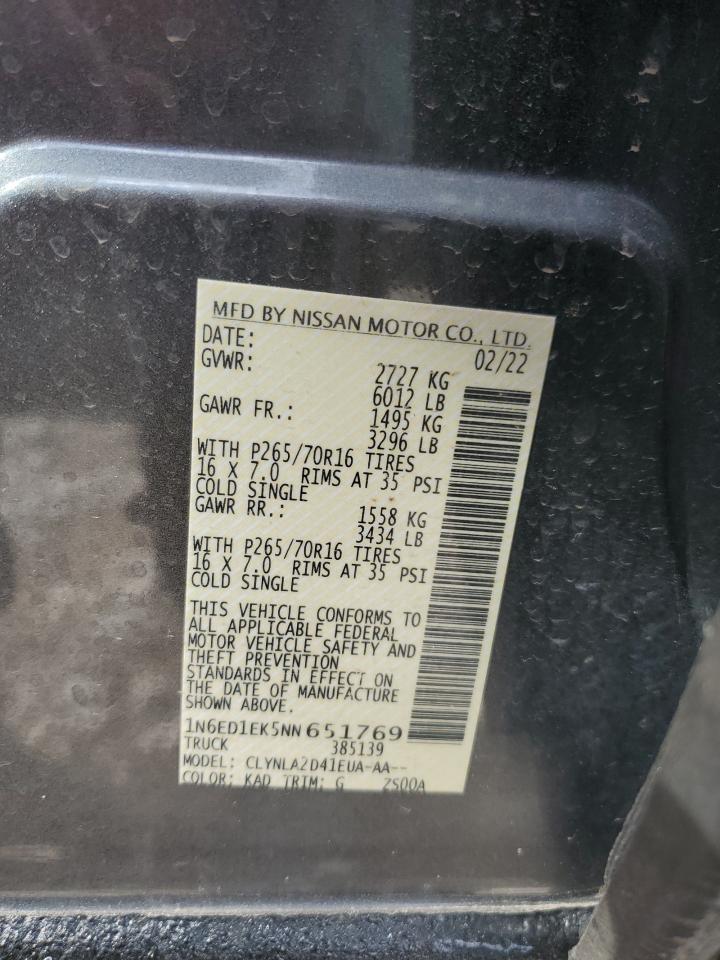 MFD BY NISSAN MOTOR CO., LTD.
DATE: 02/22
GVWR: 2727 KG
6012 LB
GAWR FR.: 1495 KG
3296 LB
WITH P265/70R16 TIRES
16 X 7.0 RIMS AT 35 PSI
COLD SINGLE
GAWR RR.: 1558 KG
3434 LB
WITH P265/70R16 TIRES
16 X 7.0 RIMS AT 35 PSI
COLD SINGLE
THIS VEHICLE CONFORMS TO
ALL APPLICABLE FEDERAL
MOTOR VEHICLE SAFETY AND
THEFT PREVENTION
STANDARDS IN EFFECT ON
THE DATE OF MANUFACTURE
SHOWN ABOVE.
1N6ED1EK5NN651769
TRUCK 385139
MODEL: CLYNLA2D41EUA-AA--
COLOR: KAD TRIM: G 2S00A